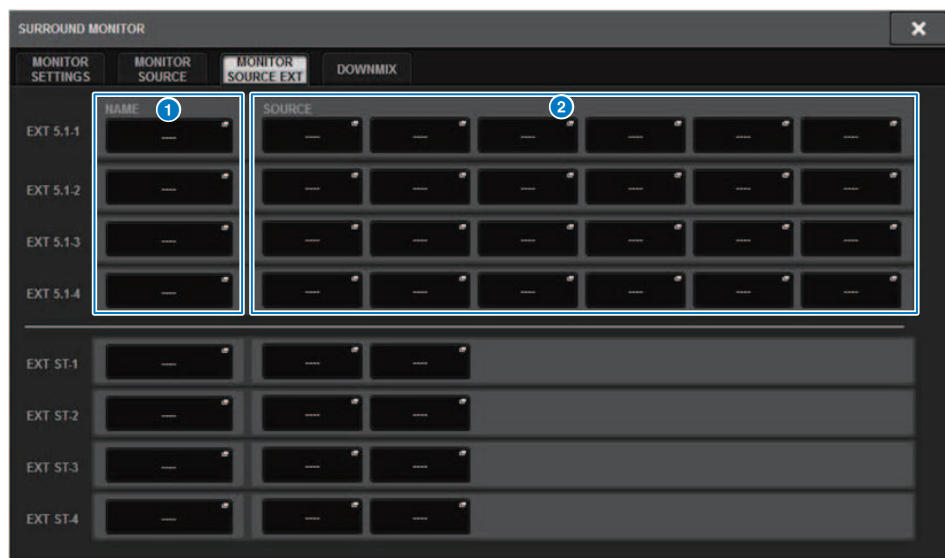 SURROUND MONITOR
MONITOR SETTINGS MONITOR SOURCE MONITOR SOURCE EXT DOWNMIX
NAME 1 SOURCE 2
EXT 5.1-1 ---- ---- ---- ---- ---- ---- ----
EXT 5.1-2 ---- ---- ---- ---- ---- ---- ----
EXT 5.1-3 ---- ---- ---- ---- ---- ---- ----
EXT 5.1-4 ---- ---- ---- ---- ---- ---- ----
EXT ST-1 ---- ---- ----
EXT ST-2 ---- ---- ----
EXT ST-3 ---- ---- ----
EXT ST-4 ---- ---- ----